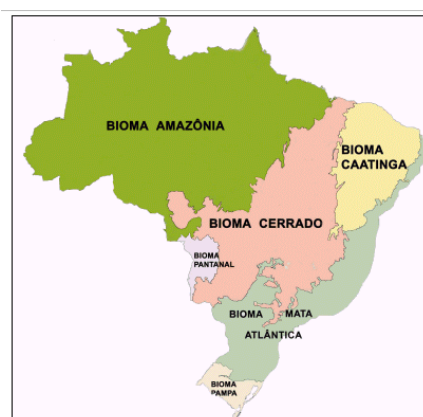 BIOMA AMAZÔNIA
BIOMA
CAATINGA
BIOMA CERRADO
BIOMA
PANTANAL
BIOMA MATA
ATLÂNTICA
BIOMA
PAMPA